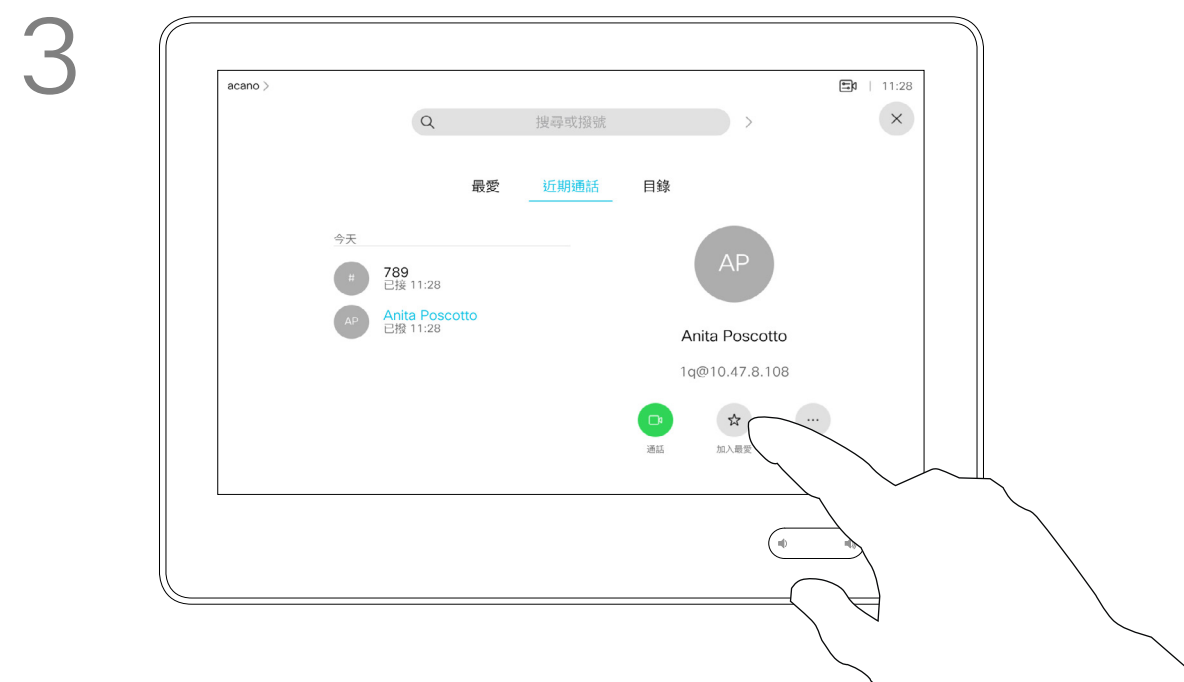 3
acano >
11:28
搜尋或撥號
最愛 近期通話 目錄
今天
#
789
已接 11:28
AP
Anita Poscotto
已撥 11:28
AP
Anita Poscotto
1q@10.47.8.108
通話
加入最愛